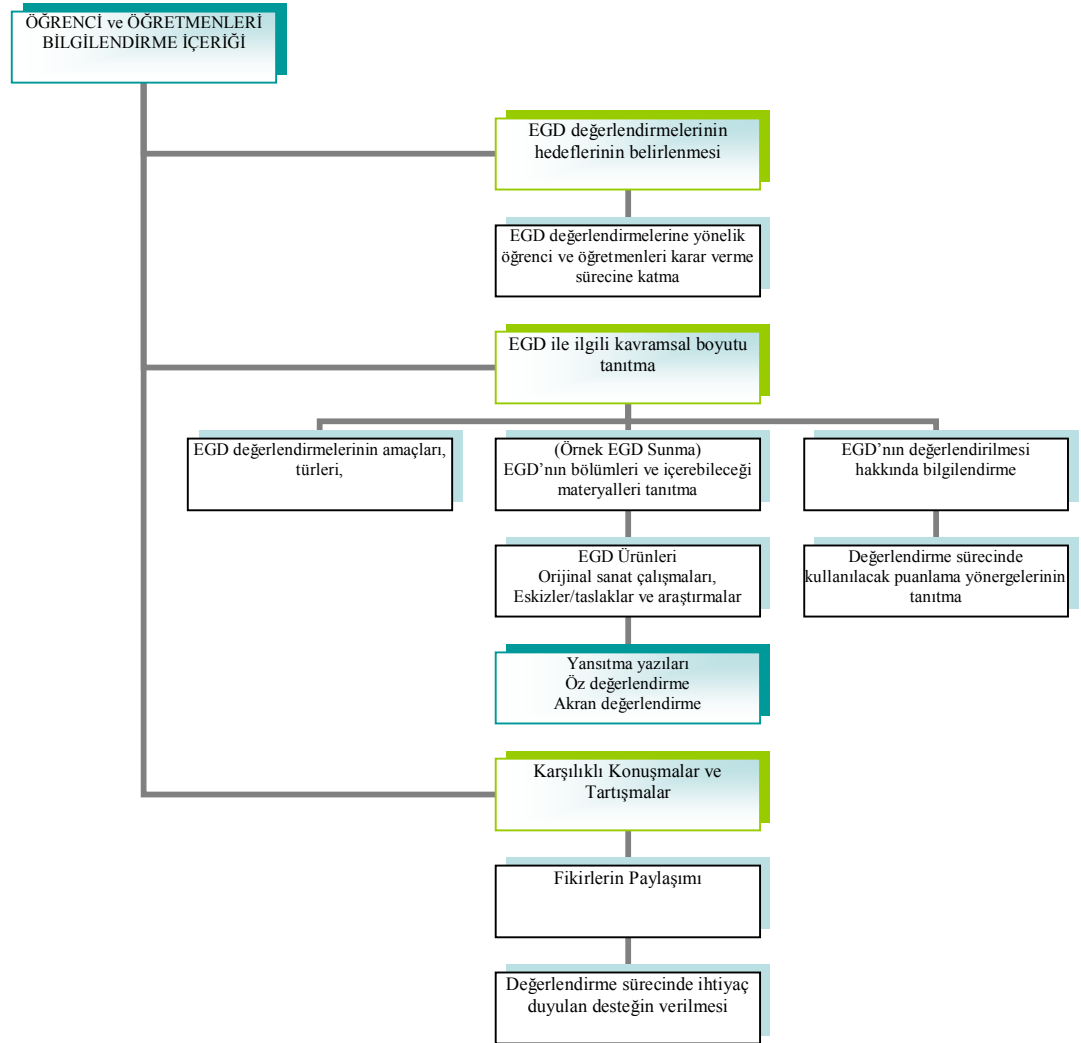 ÖĞRENCİ ve ÖĞRETMENLERİ
BİLGİLENDİRME İÇERİĞİ
EGD değerlendirmelerinin
hedeflerinin belirlenmesi
EGD değerlendirmelerine yönelik
öğrenci ve öğretmenleri karar verme
sürecine katma
EGD ile ilgili kavramsal boyutu
tanıtma
EGD değerlendirmelerinin amaçları,
türleri,
(Örnek EGD Sunma)
EGD’nın bölümleri ve içerebileceği
materyalleri tanıtma
EGD’nın değerlendirilmesi
hakkında bilgilendirme
EGD Ürünleri
Orijinal sanat çalışmaları,
Eskizler/taslaklar ve araştırmalar
Değerlendirme sürecinde
kullanılacak puanlama yönergelerinin
tanıtma
Yansıtma yazıları
Öz değerlendirme
Akran değerlendirme
Karşılıklı Konuşmalar ve
Tartışmalar
Fikirlerin Paylaşımı
Değerlendirme sürecinde ihtiyaç
duyulan desteğin verilmesi